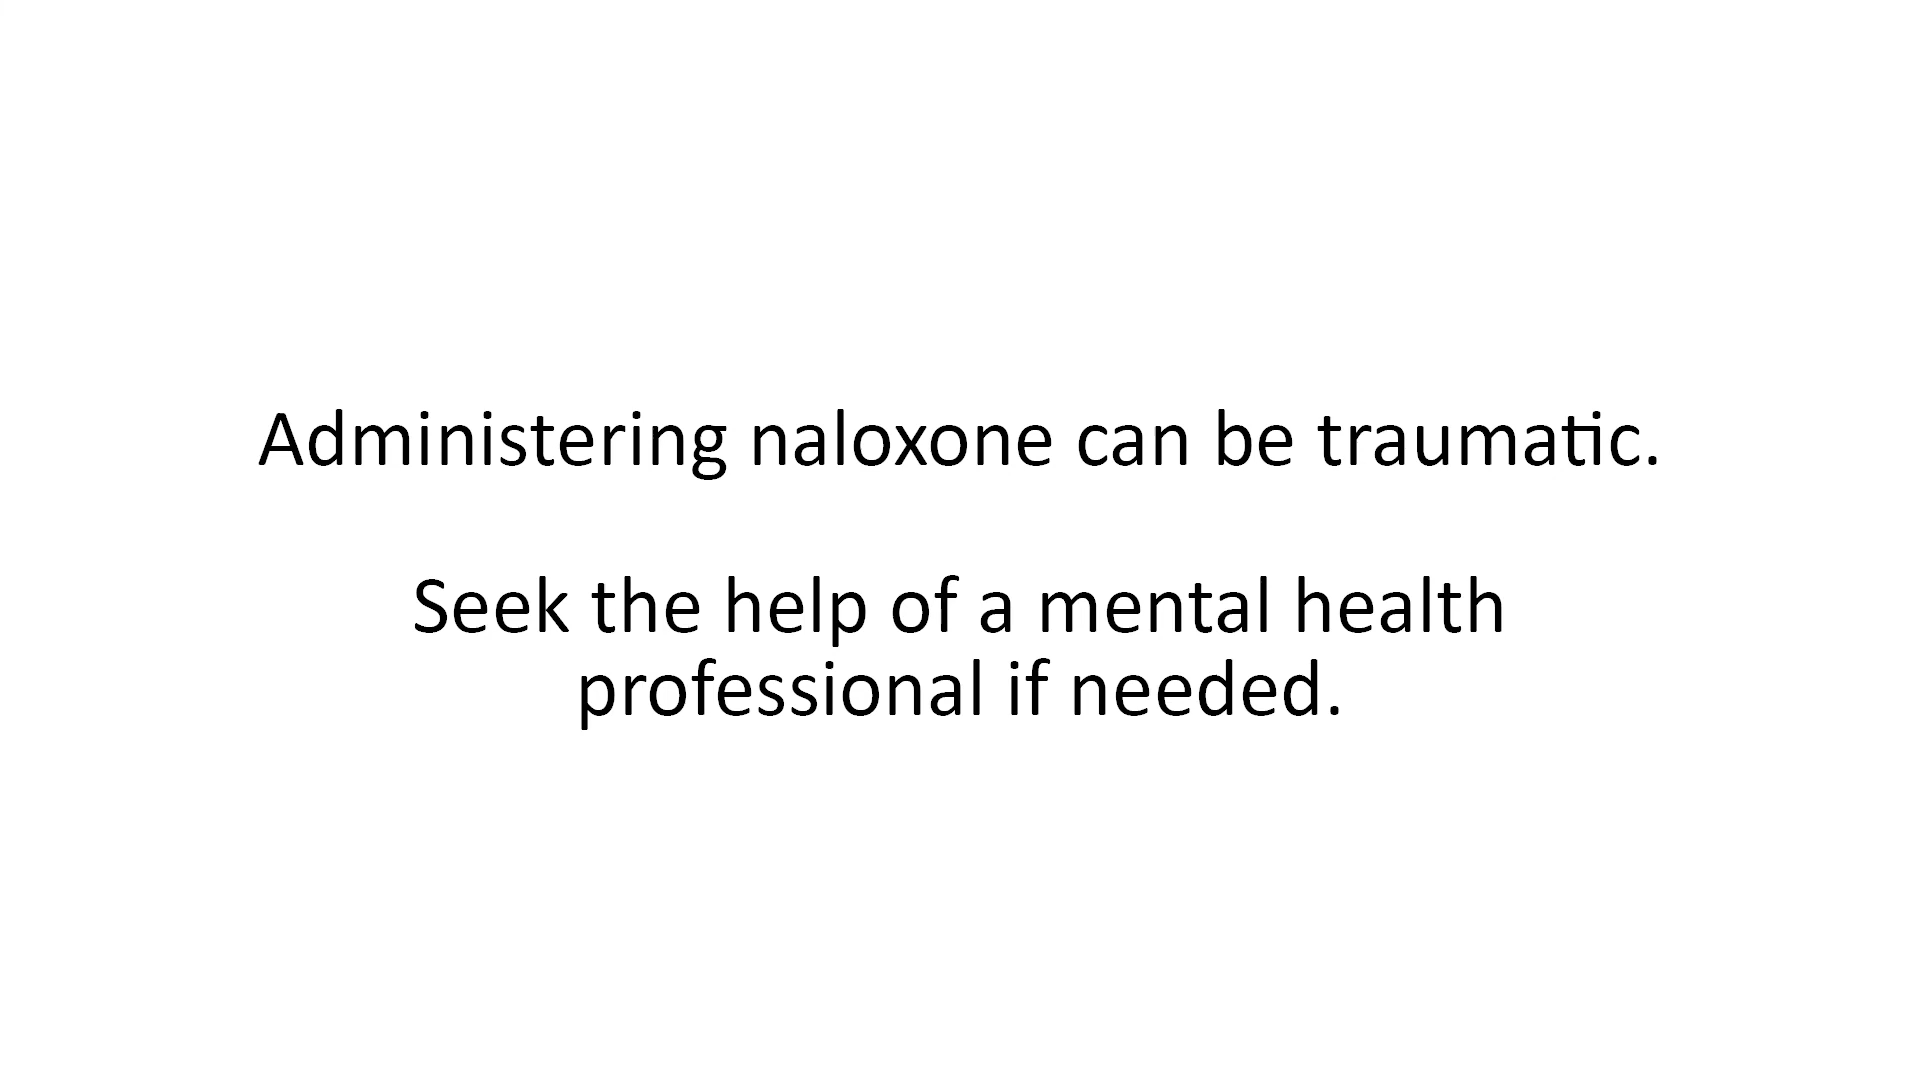 Administering naloxone can be traumatic.
Seek the help of a mental health
professional if needed.